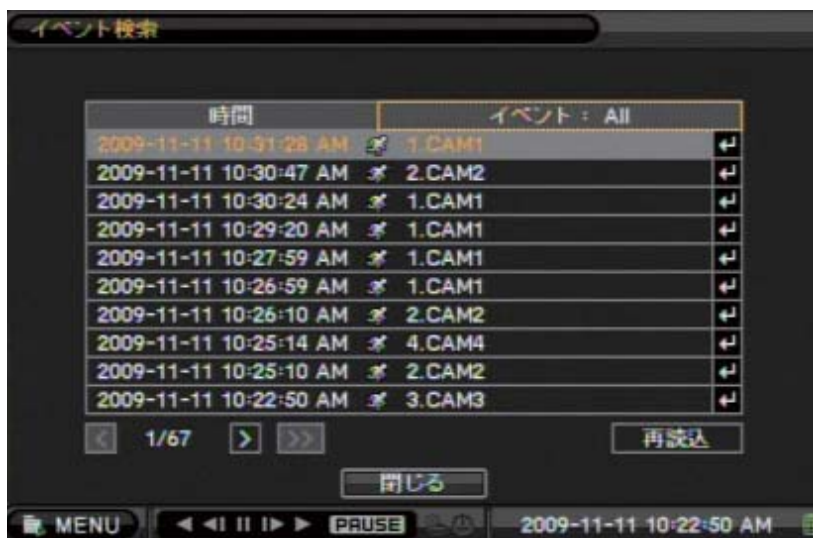 イベント検索
時間 イベント : All
2009-11-11 10:31:28 AM 1.CAM1
2009-11-11 10:30:47 AM 2.CAM2
2009-11-11 10:30:24 AM 1.CAM1
2009-11-11 10:29:20 AM 1.CAM1
2009-11-11 10:27:59 AM 1.CAM1
2009-11-11 10:26:59 AM 1.CAM1
2009-11-11 10:26:10 AM 2.CAM2
2009-11-11 10:25:14 AM 4.CAM4
2009-11-11 10:25:10 AM 2.CAM2
2009-11-11 10:22:50 AM 3.CAM3
1/67 再読込
閉じる
MENU PAUSE 2009-11-11 10:22:50 AM